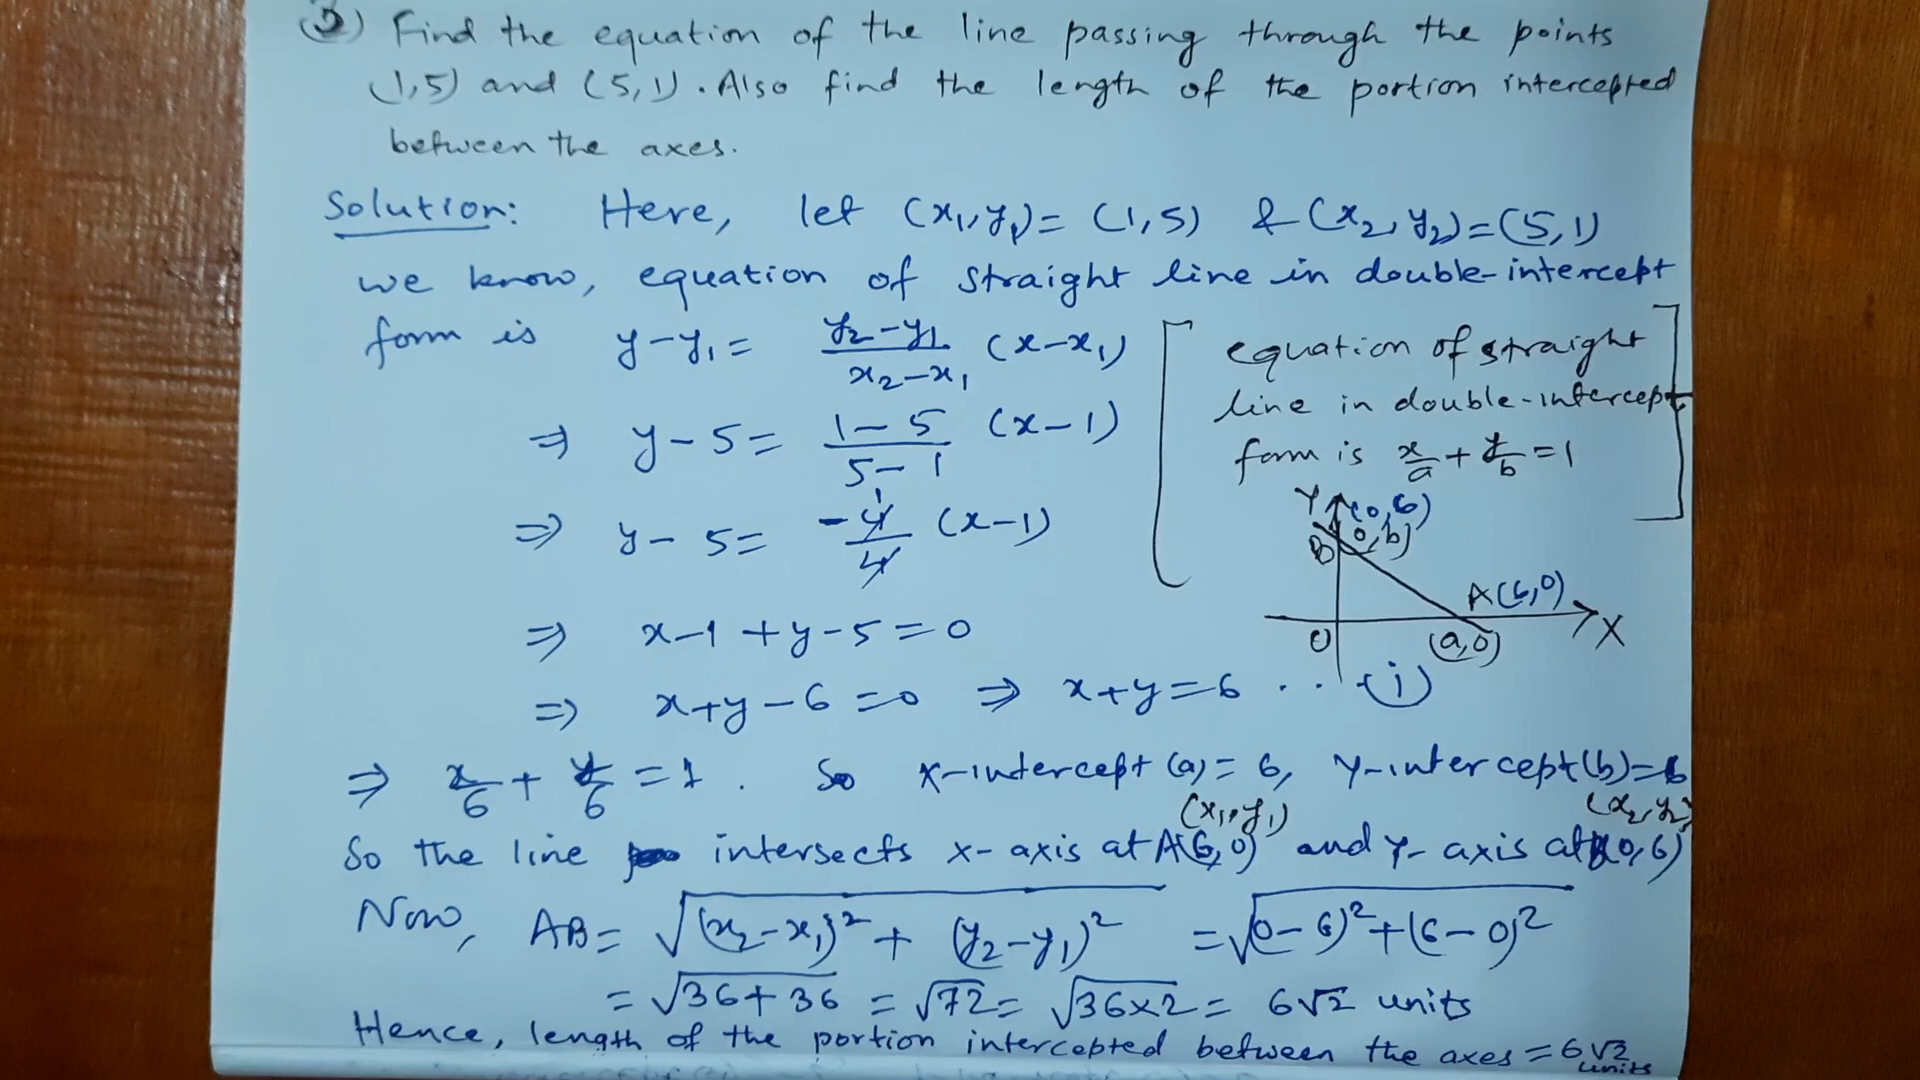 (2) Find the equation of the line passing through the points
(1,5) and (5,1). Also find the length of the portion intercepted
between the axes.
Solution: Here, let (x₁,y₁)= (1,5) & (x₂,y₂)=(5,1)
we know, equation of straight line in double-intercept
form is y-y₁ = (y₂-y₁)/(x₂-x₁) (x-x₁)
[equation of straight
line in double-intercept
form is x/a + y/b = 1]
⇒ y-5 = (1-5)/(5-1) (x-1)
⇒ y-5 = -4/4 (x-1)
1
Y (0,6)
B (0,b)
A(6,0)
O (a,0) X
⇒ x-1+y-5=0
⇒ x+y-6=0 ⇒ x+y=6 ...(i)
⇒ x/6 + y/6 = 1. So x-intercept (a) = 6, Y-intercept(b)=6
(x₁,y₁) (x₂,y₂)
So the line intersects x-axis at A(6,0) and Y-axis at B(0,6)
Now, AB= √(x₂-x₁)²+(y₂-y₁)² =√(0-6)²+(6-0)²
= √36+36 = √72 = √36×2 = 6√2 units
Hence, length of the portion intercepted between the axes = 6√2
units